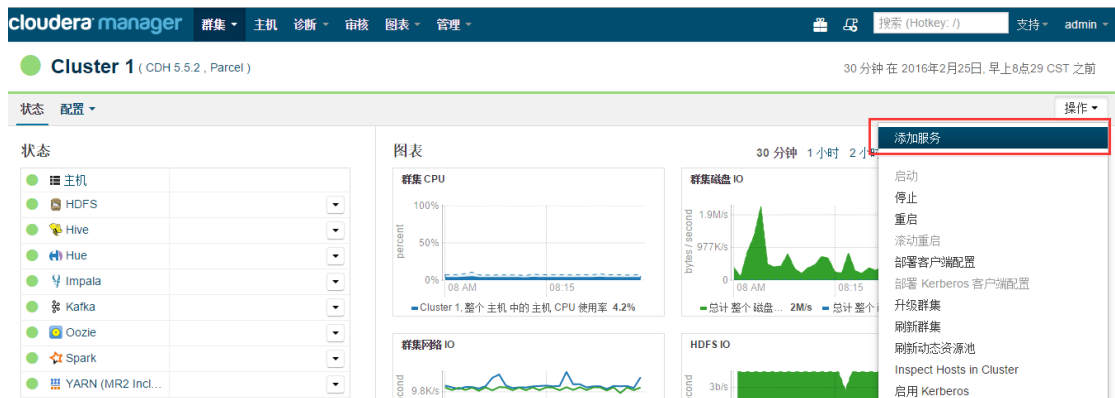 cloudera manager 群集 主机 诊断 审核 图表 管理 搜索 (Hotkey: /) 支持 admin
Cluster 1 ( CDH 5.5.2 , Parcel )
30 分钟 在 2016年2月25日, 早上8点29 CST 之前
状态 配置
操作
状态
主机
HDFS
Hive
Hue
Impala
Kafka
Oozie
Spark
YARN (MR2 Incl...
图表
30 分钟 1 小时 2 小
群集 CPU
percent
100%
50%
0%
08 AM
08:15
Cluster 1, 整个 主机 中的 主机 CPU 使用率 4.2%
群集磁盘 IO
bytes / second
1.9M/s
977K/s
0
08 AM
08:15
总计 整个 磁盘... 2M/s 总计 整个
群集网络 IO
9.8K/s
HDFS IO
3b/s
添加服务
启动
停止
重启
滚动重启
部署客户端配置
部署 Kerberos 客户端配置
升级群集
刷新群集
刷新动态资源池
Inspect Hosts in Cluster
启用 Kerberos